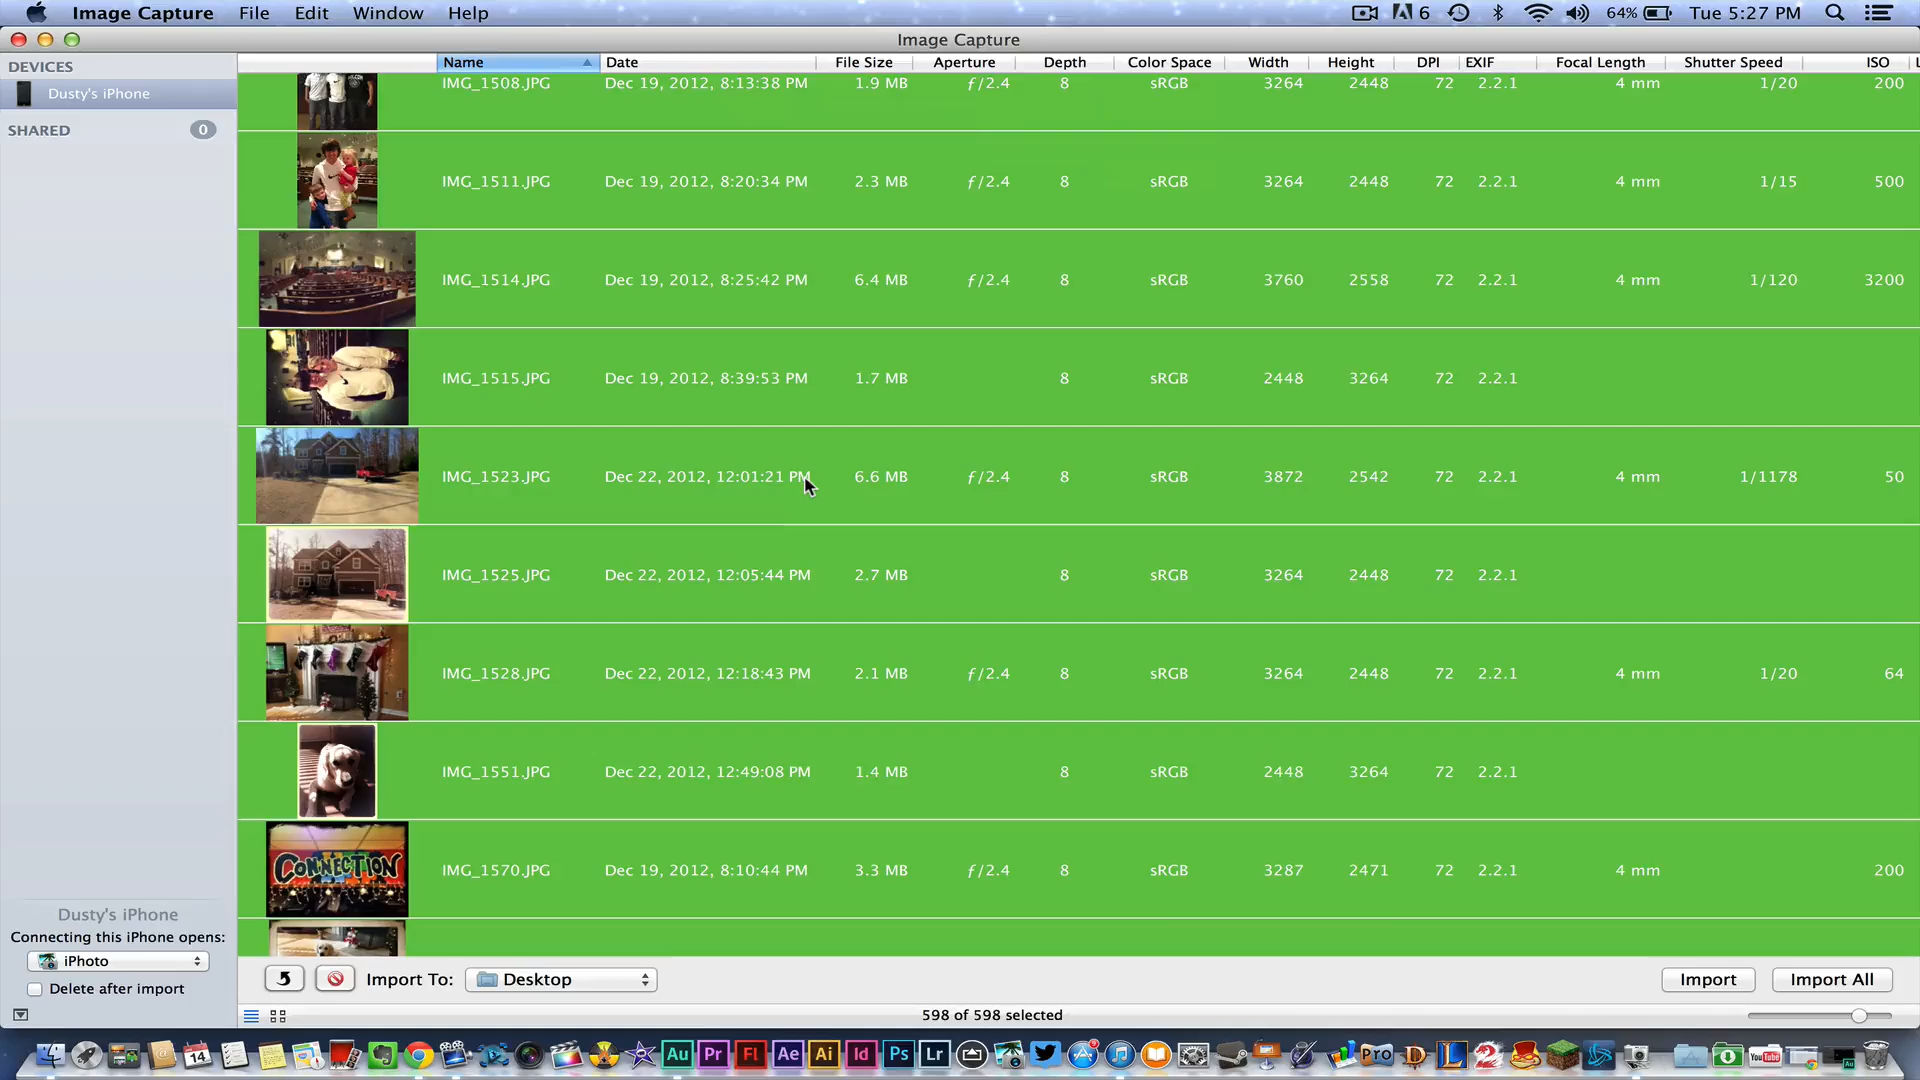 Image Capture File Edit Window Help 6 64% Tue 5:27 PM
Image Capture
DEVICES
Dusty's iPhone
SHARED 0
Name Date File Size Aperture Depth Color Space Width Height DPI EXIF Focal Length Shutter Speed ISO
IMG_1508.JPG Dec 19, 2012, 8:13:38 PM 1.9 MB ƒ/2.4 8 sRGB 3264 2448 72 2.2.1 4 mm 1/20 200
IMG_1511.JPG Dec 19, 2012, 8:20:34 PM 2.3 MB ƒ/2.4 8 sRGB 3264 2448 72 2.2.1 4 mm 1/15 500
IMG_1514.JPG Dec 19, 2012, 8:25:42 PM 6.4 MB ƒ/2.4 8 sRGB 3760 2558 72 2.2.1 4 mm 1/120 3200
IMG_1515.JPG Dec 19, 2012, 8:39:53 PM 1.7 MB 8 sRGB 2448 3264 72 2.2.1
IMG_1523.JPG Dec 22, 2012, 12:01:21 PM 6.6 MB ƒ/2.4 8 sRGB 3872 2542 72 2.2.1 4 mm 1/1178 50
IMG_1525.JPG Dec 22, 2012, 12:05:44 PM 2.7 MB 8 sRGB 3264 2448 72 2.2.1
IMG_1528.JPG Dec 22, 2012, 12:18:43 PM 2.1 MB ƒ/2.4 8 sRGB 3264 2448 72 2.2.1 4 mm 1/20 64
IMG_1551.JPG Dec 22, 2012, 12:49:08 PM 1.4 MB 8 sRGB 2448 3264 72 2.2.1
CONNECTION IMG_1570.JPG Dec 19, 2012, 8:10:44 PM 3.3 MB ƒ/2.4 8 sRGB 3287 2471 72 2.2.1 4 mm 200
Dusty's iPhone
Connecting this iPhone opens:
iPhoto
Delete after import
Import To: Desktop Import Import All
598 of 598 selected
14 Au Pr Fl Ae Ai Id Ps Lr Pro D L 2 YouTube